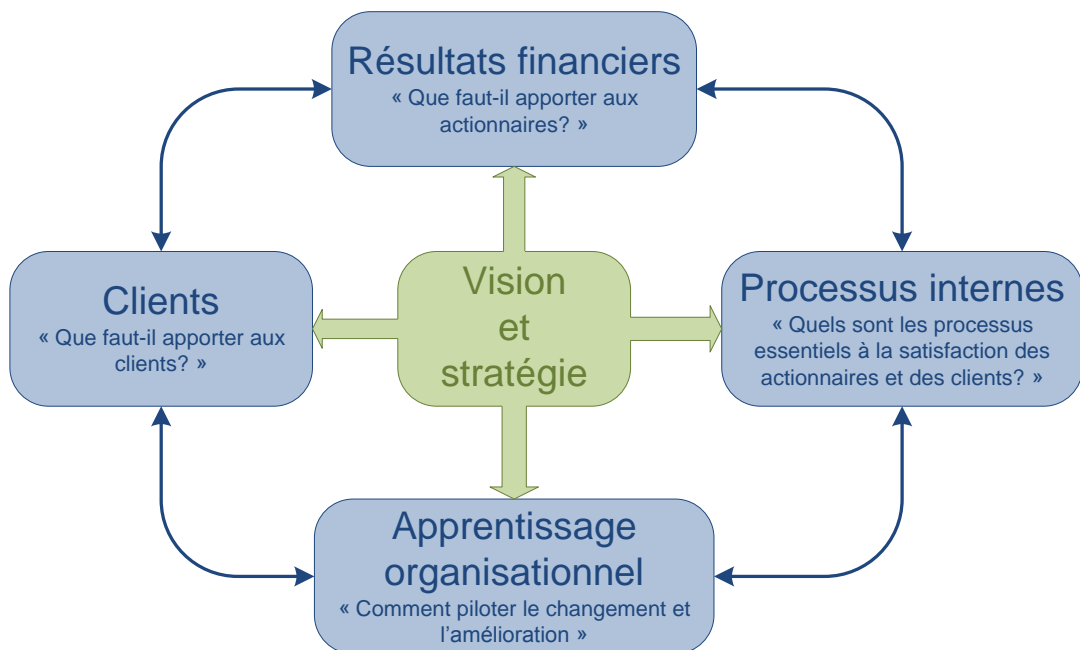 Résultats financiers
« Que faut-il apporter aux
actionnaires? »
Clients
« Que faut-il apporter aux
clients? »
Vision
et
stratégie
Processus internes
« Quels sont les processus
essentiels à la satisfaction des
actionnaires et des clients? »
Apprentissage
organisationnel
« Comment piloter le changement et
l'amélioration »